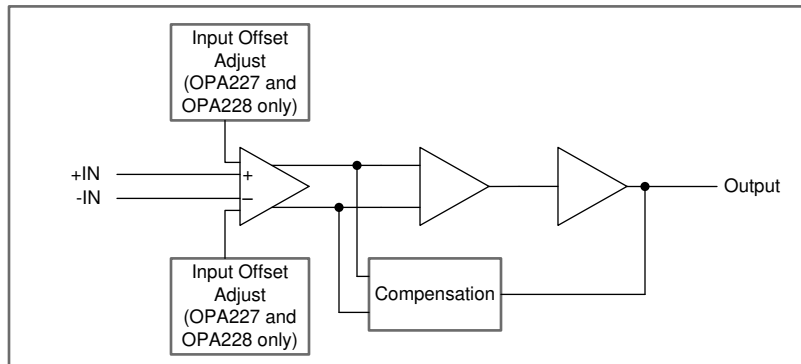 Input Offset
Adjust
(OPA227 and
OPA228 only)
+IN
-IN
+
−
Output
Input Offset
Adjust
(OPA227 and
OPA228 only)
Compensation